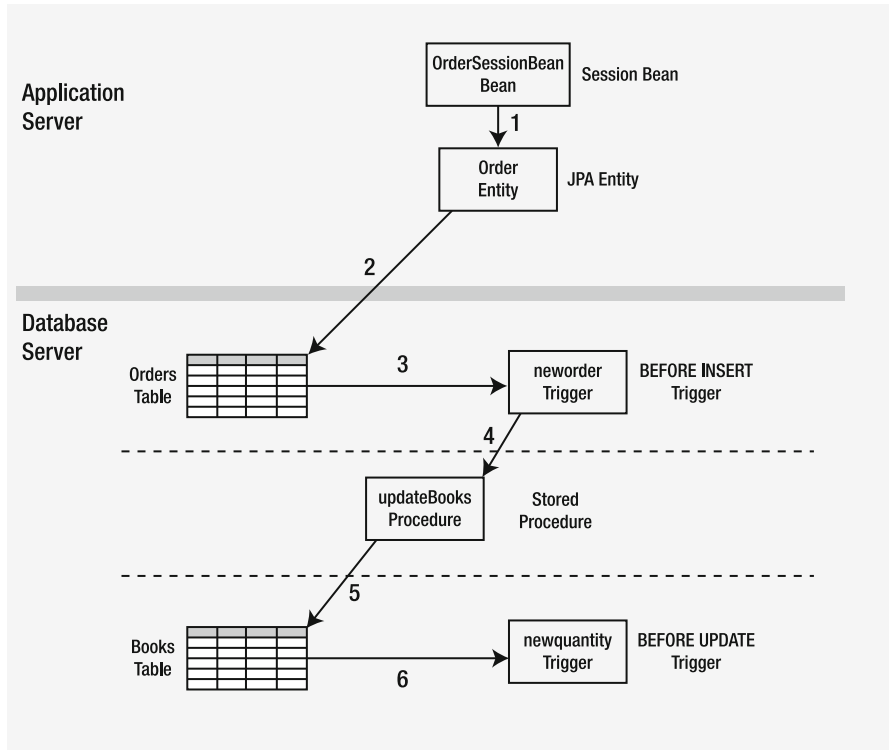 OrderSessionBean
Bean
Session Bean
Application
Server
1
Order
Entity
JPA Entity
2
Database
Server
Orders
Table
3
neworder
Trigger
BEFORE INSERT
Trigger
4
updateBooks
Procedure
Stored
Procedure
5
Books
Table
6
newquantity
Trigger
BEFORE UPDATE
Trigger